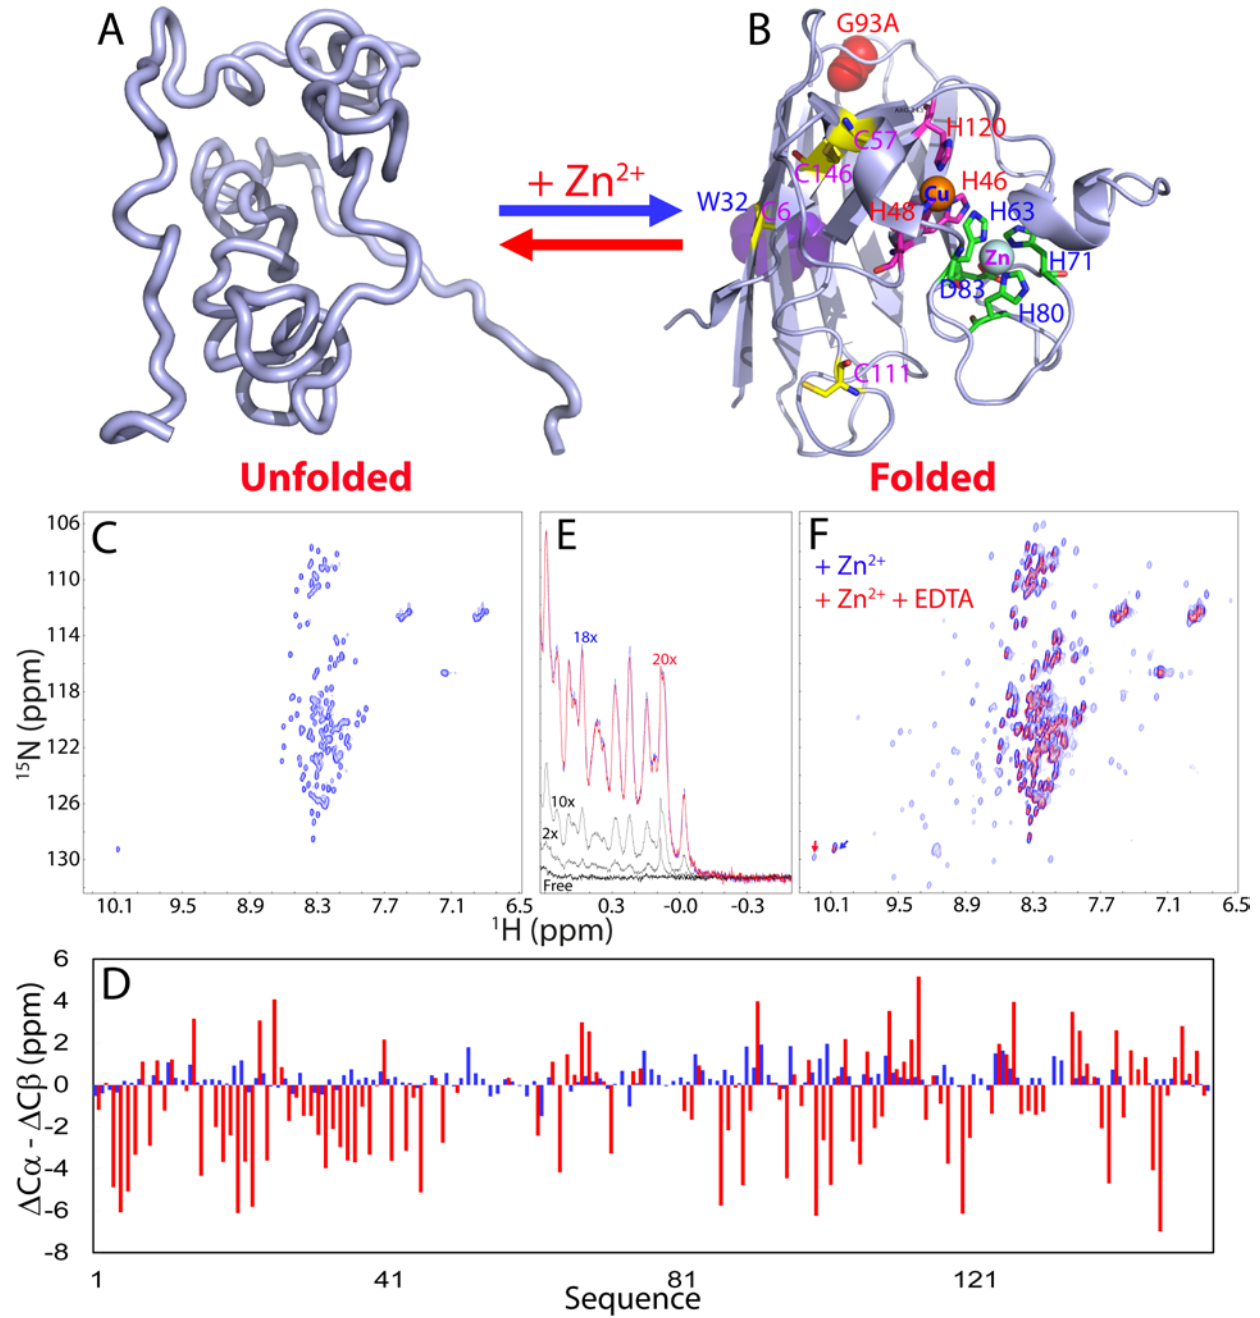 A
B
G93A
H120
C57
C146
+ Zn²⁺
Cu
H46
W32
C6
H48
H63
Zn
H71
D83
H80
C111
Unfolded
Folded
C
E
F
106
110
114
118
122
126
130
¹⁵N (ppm)
18x
20x
10x
2x
Free
+ Zn²⁺
+ Zn²⁺ + EDTA
10.1 9.5 8.9 8.3 7.7 7.1 6.5
0.3 -0.0 -0.3
10.1 9.5 8.9 8.3 7.7 7.1 6.5
¹H (ppm)
D
6
4
2
0
-2
-4
-6
-8
ΔCα - ΔCβ (ppm)
1 41 81 121
Sequence